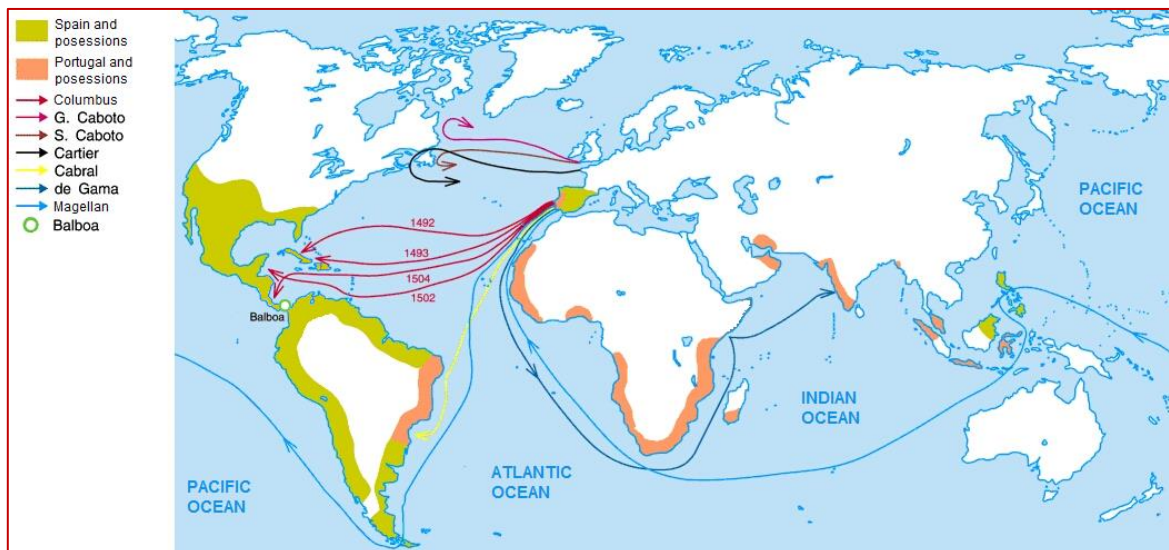 Spain and
posessions
Portugal and
posessions
Columbus
G. Caboto
S. Caboto
Cartier
Cabral
de Gama
Magellan
Balboa
1492
1493
1504
1502
Balboa
PACIFIC
OCEAN
ATLANTIC
OCEAN
INDIAN
OCEAN
PACIFIC
OCEAN